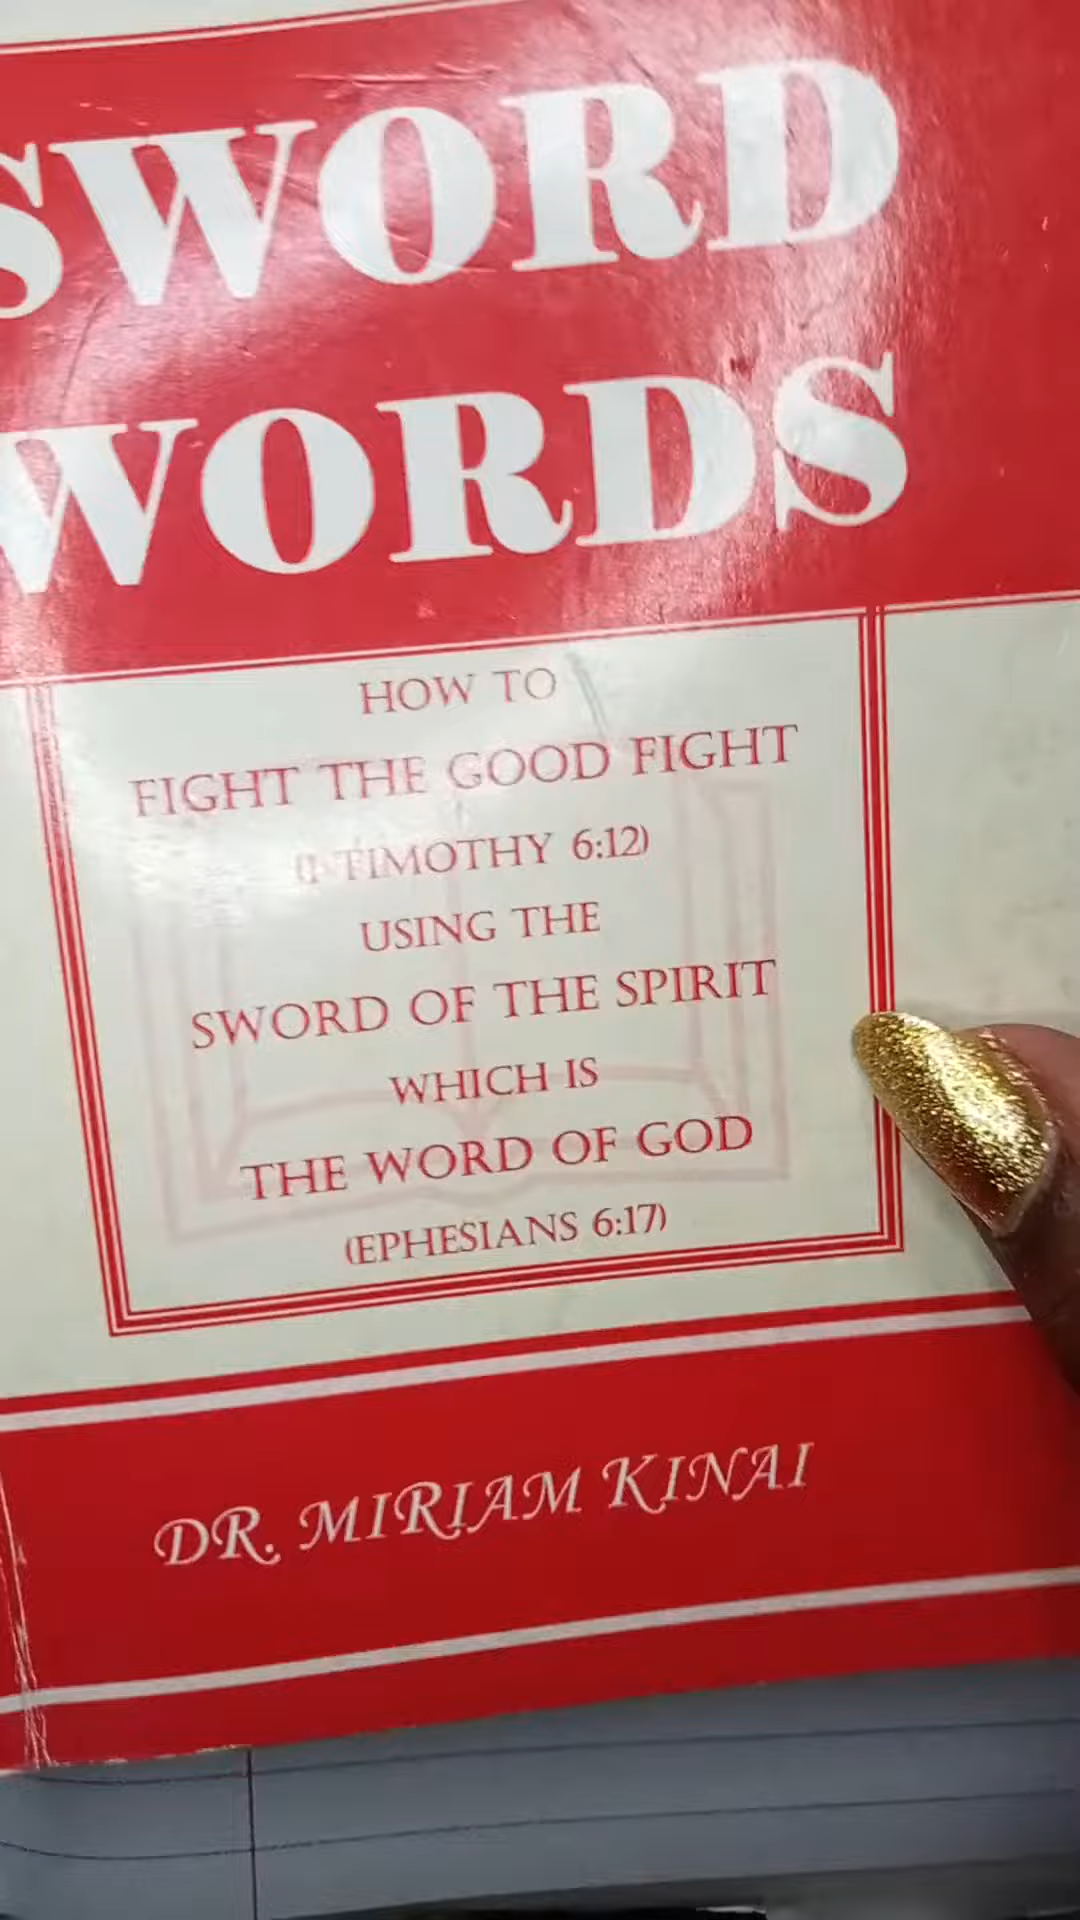 SWORD
WORDS
HOW TO
FIGHT THE GOOD FIGHT
(I TIMOTHY 6:12)
USING THE
SWORD OF THE SPIRIT
WHICH IS
THE WORD OF GOD
(EPHESIANS 6:17)
DR. MIRIAM KINAI